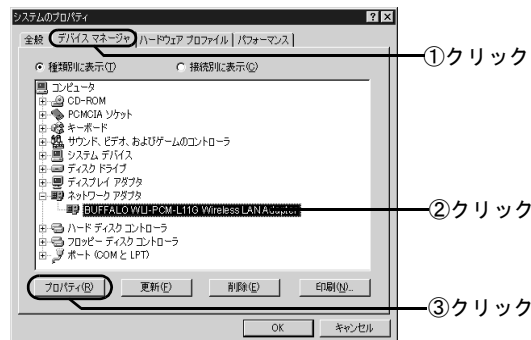 システムのプロパティ
全般 デバイス マネージャ ハードウェア プロファイル パフォーマンス
①クリック
種類別に表示(T) 接続別に表示(C)
コンピュータ
CD-ROM
PCMCIA ソケット
キーボード
サウンド、ビデオ、およびゲームのコントローラ
システム デバイス
ディスク ドライブ
ディスプレイ アダプタ
ネットワーク アダプタ
BUFFALO WLI-PCM-L11G Wireless LAN Adapter
②クリック
ハード ディスク コントローラ
フロッピー ディスク コントローラ
ポート (COM と LPT)
プロパティ(R) 更新(F) 削除(E) 印刷(N)...
③クリック
OK キャンセル